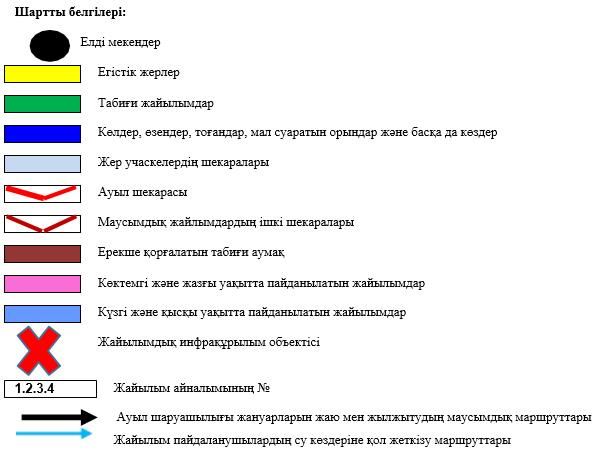 Шартты белгілері:
Елді мекендер
Егістік жерлер
Табиғи жайылымдар
Көлдер, өзендер, тоғандар, мал суаратын орындар және басқа да көздер
Жер учаскелердің шекаралары
Ауыл шекарасы
Маусымдық жайлымдардың ішкі шекаралары
Ерекше қорғалатын табиғи аумақ
Көктемгі және жазғы уақытта пайданылатын жайылымдар
Күзгі және қысқы уақытта пайданылатын жайылымдар
Жайылымдық инфрақұрылым объектісі
1.2.3.4 Жайылым айналымының №
Ауыл шаруашылығы жануарларын жаю мен жылжытудың маусымдық маршруттары
Жайылым пайдаланушылардың су көздеріне қол жеткізу маршруттары